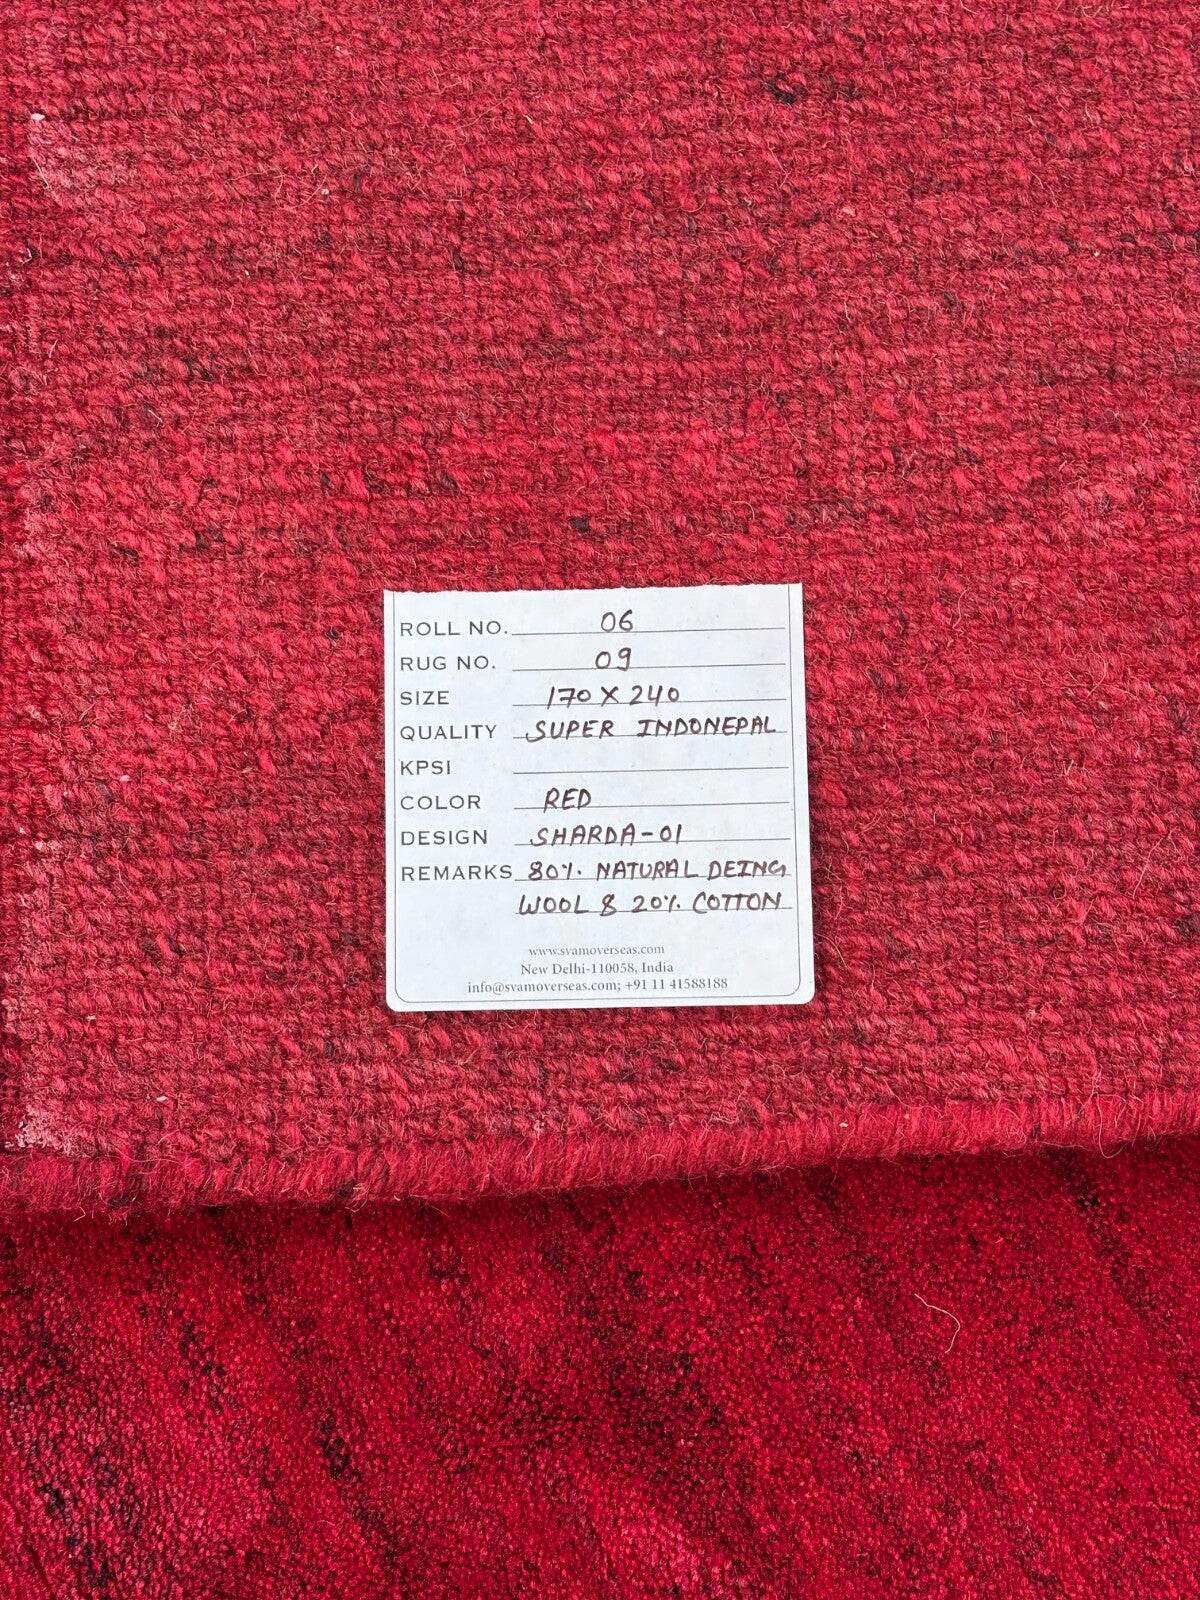 ROLL NO. 06
RUG NO. 09
SIZE 170 X 240
QUALITY SUPER INDONEPAL
KPSI
COLOR RED
DESIGN SHARDA-01
REMARKS 80% NATURAL DEING
WOOL & 20% COTTON
www.svamoverseas.com
New Delhi-110058, India
info@svamoverseas.com; +91 11 41588188